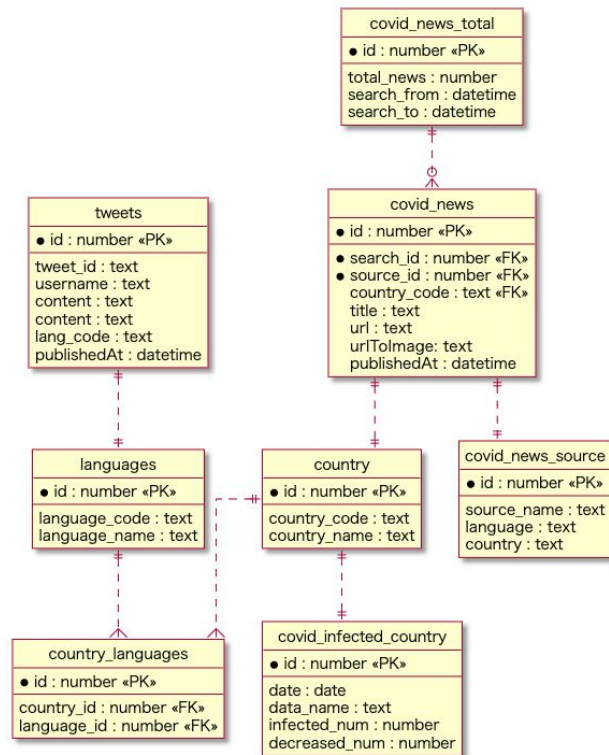 covid_news_total
id : number «PK»
total_news : number
search_from : datetime
search_to : datetime
covid_news
id : number «PK»
search_id : number «FK»
source_id : number «FK»
country_code : text «FK»
title : text
url : text
urlToImage: text
publishedAt : datetime
tweets
id : number «PK»
tweet_id : text
username : text
content : text
content : text
lang_code : text
publishedAt : datetime
languages
id : number «PK»
language_code : text
language_name : text
country
id : number «PK»
country_code : text
country_name : text
covid_news_source
id : number «PK»
source_name : text
language : text
country : text
country_languages
id : number «PK»
country_id : number «FK»
language_id : number «FK»
covid_infected_country
id : number «PK»
date : date
data_name : text
infected_num : number
decreased_num : number